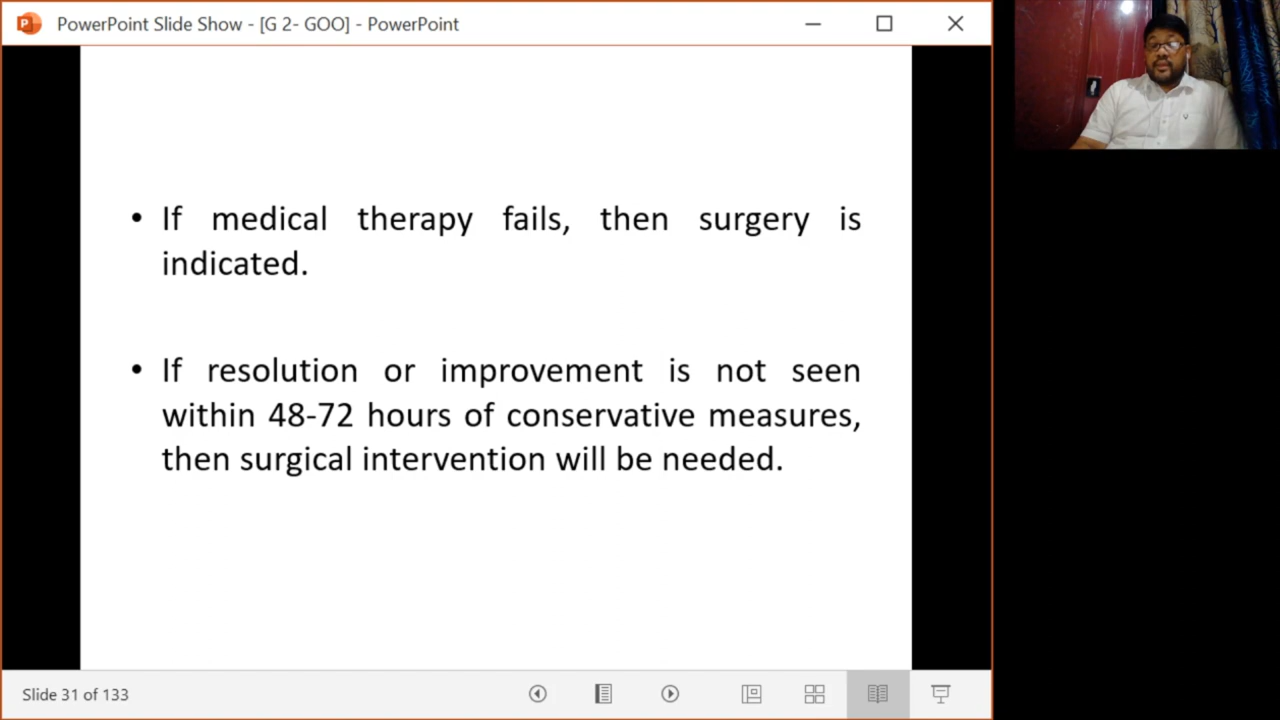 PowerPoint Slide Show - [G 2- GOO] - PowerPoint
• If medical therapy fails, then surgery is
indicated.
• If resolution or improvement is not seen
within 48-72 hours of conservative measures,
then surgical intervention will be needed.
Slide 31 of 133